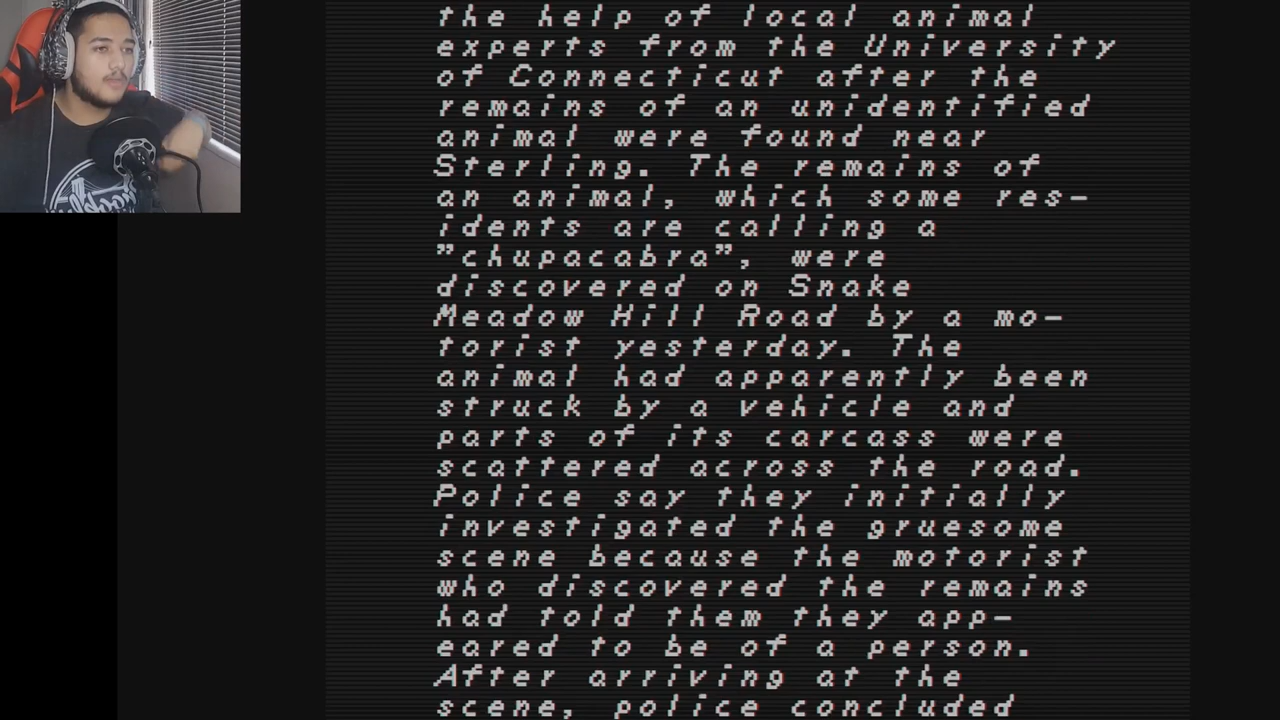 the help of local animal
experts from the University
of Connecticut after the
remains of an unidentified
animal were found near
Sterling. The remains of
an animal, which some res-
idents are calling a
"chupacabra", were
discovered on Snake
Meadow Hill Road by a mo-
torist yesterday. The
animal had apparently been
struck by a vehicle and
parts of its carcass were
scattered across the road.
Police say they initially
investigated the gruesome
scene because the motorist
who discovered the remains
had told them they app-
eared to be of a person.
After arriving at the
scene, police concluded